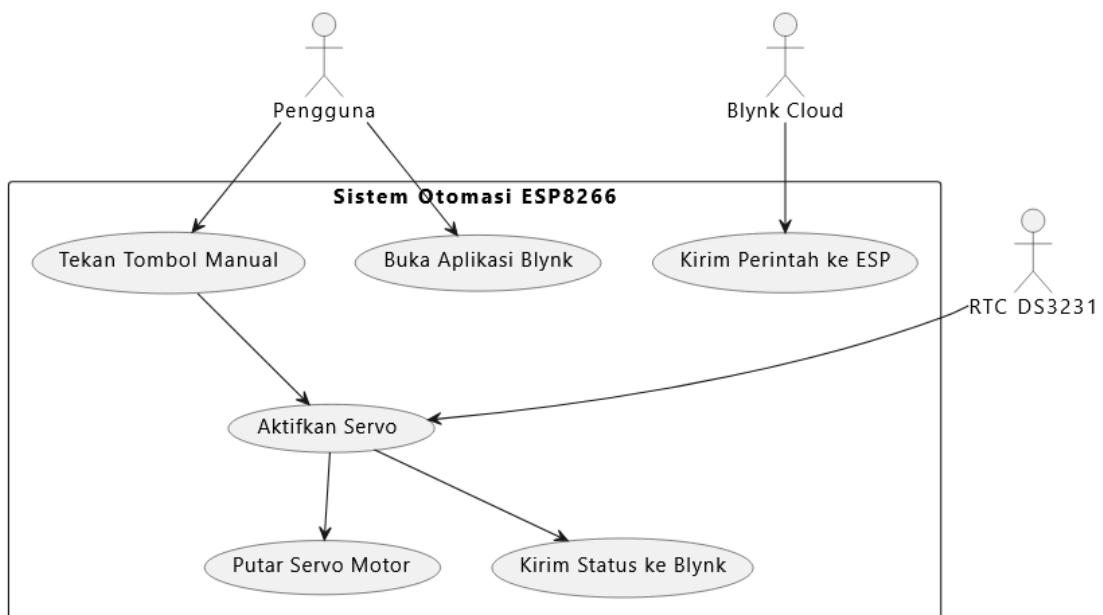 Pengguna
Blynk Cloud
Sistem Otomasi ESP8266
Tekan Tombol Manual
Buka Aplikasi Blynk
Kirim Perintah ke ESP
RTC DS3231
Aktifkan Servo
Putar Servo Motor
Kirim Status ke Blynk